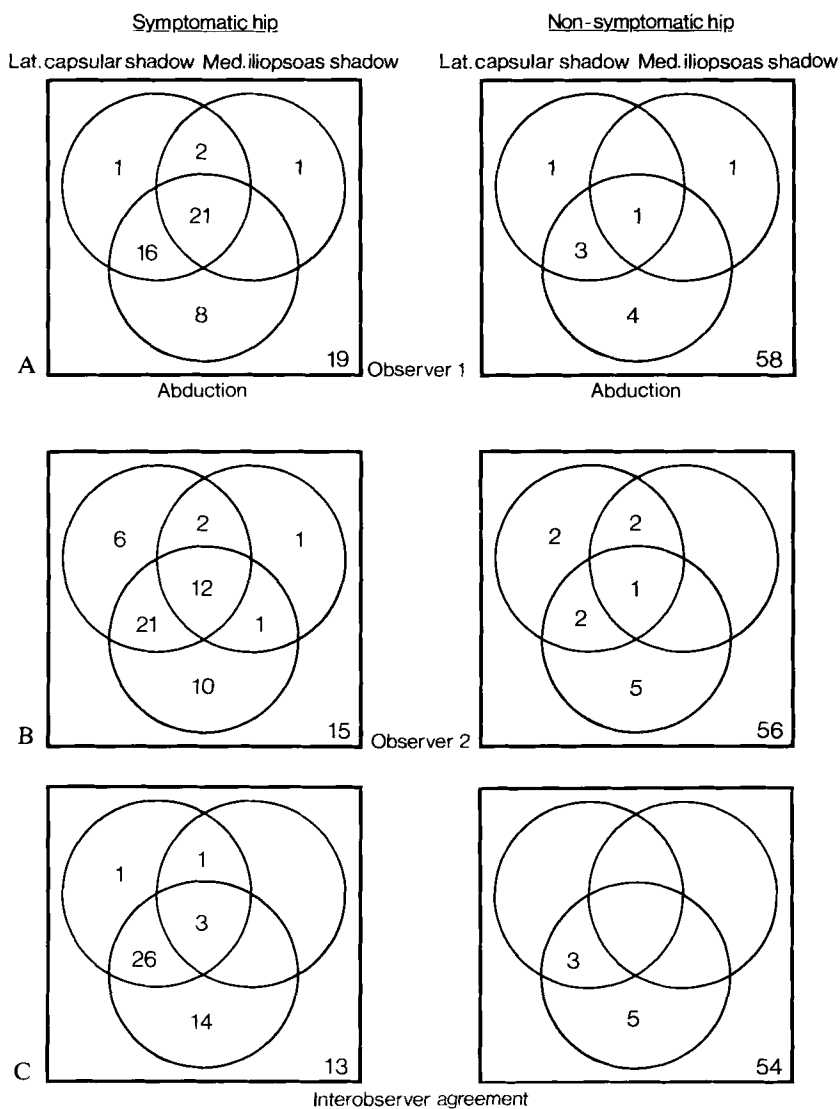 Symptomatic hip Non-symptomatic hip
Lat.capsular shadow Med.iliopsoas shadow Lat.capsular shadow Med.iliopsoas shadow
1 2 1 1 1
21 1
16 3
8 4
A 19 Observer 1 58
Abduction Abduction
6 2 1 2 2
12 1
21 1 2
10 5
B 15 Observer 2 56
1 1
3
26 3
14 5
C 13 54
Interobserver agreement